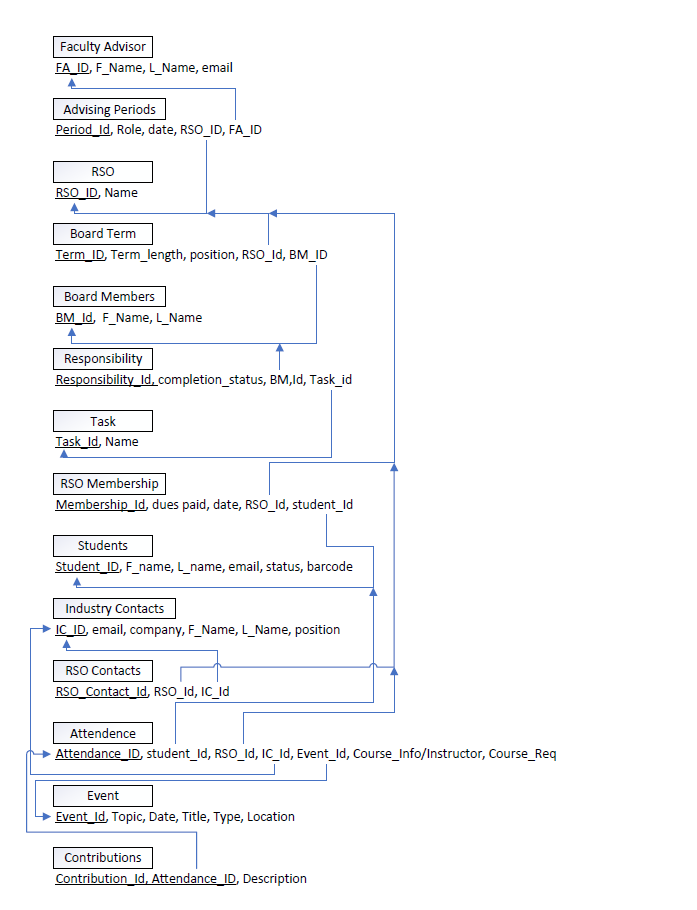 Faculty Advisor
FA_ID, F_Name, L_Name, email
Advising Periods
Period_Id, Role, date, RSO_ID, FA_ID
RSO
RSO_ID, Name
Board Term
Term_ID, Term_length, position, RSO_Id, BM_ID
Board Members
BM_Id, F_Name, L_Name
Responsibility
Responsibility_Id, completion_status, BM,Id, Task_id
Task
Task_Id, Name
RSO Membership
Membership_Id, dues paid, date, RSO_Id, student_Id
Students
Student_ID, F_name, L_name, email, status, barcode
Industry Contacts
IC_ID, email, company, F_Name, L_Name, position
RSO Contacts
RSO_Contact_Id, RSO_Id, IC_Id
Attendence
Attendance_ID, student_Id, RSO_Id, IC_Id, Event_Id, Course_Info/Instructor, Course_Req
Event
Event_Id, Topic, Date, Title, Type, Location
Contributions
Contribution_Id, Attendance_ID, Description